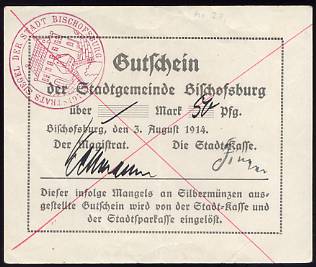 SIEGEL DER STADT BISCHOFSBURG
Gutschein
der Stadtgemeinde Bischofsburg
über Mark 50 Pfg.
Bischofsburg, den 3. August 1914.
Der Magistrat. Die Stadtkasse.
Dieser infolge Mangels an Silbermünzen aus-
gestellte Gutschein wird von der Stadt-Kasse und
der Stadtsparkasse eingelöst.